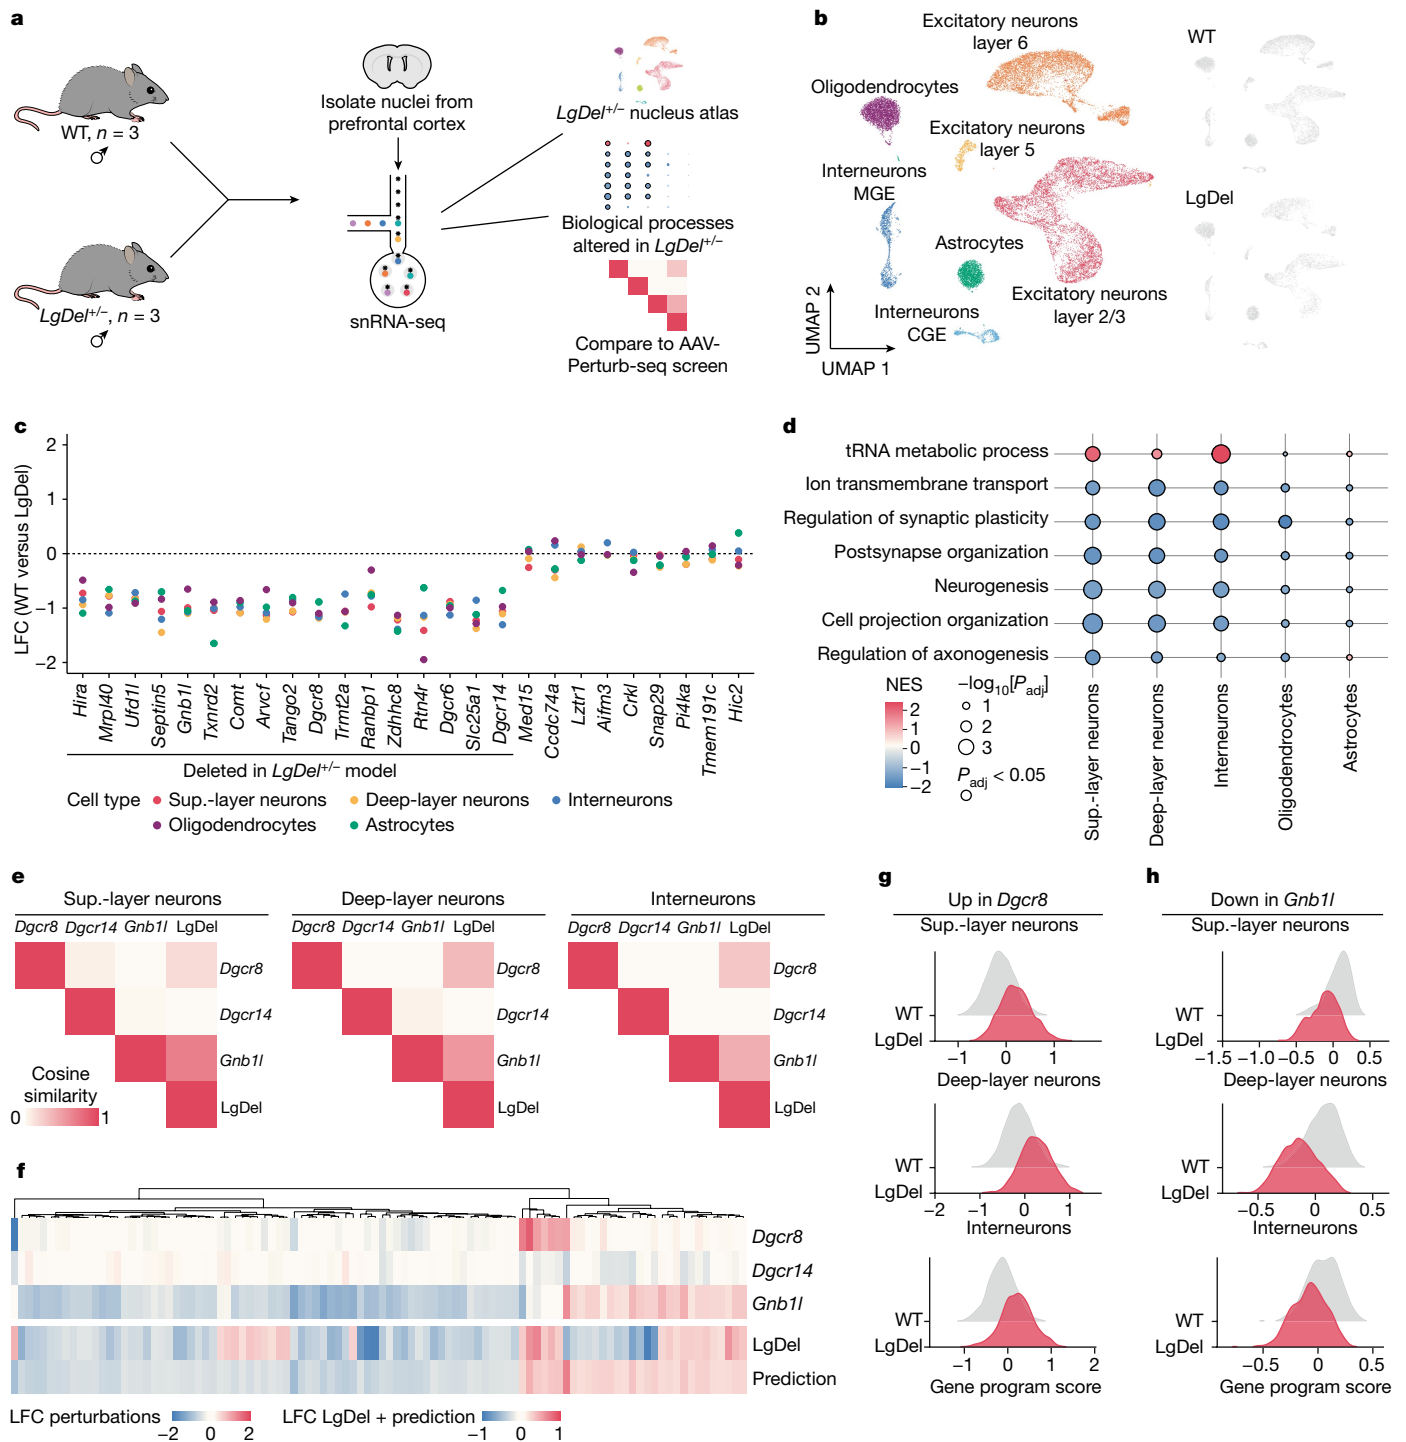 a
WT, n = 3
♂
LgDel+/–, n = 3
♂
Isolate nuclei from
prefrontal cortex
snRNA-seq
LgDel+/– nucleus atlas
Biological processes
altered in LgDel+/–
Compare to AAV-
Perturb-seq screen
b
Excitatory neurons
layer 6
Oligodendrocytes
Excitatory neurons
layer 5
Interneurons
MGE
Astrocytes
Excitatory neurons
layer 2/3
Interneurons
CGE
UMAP 2
UMAP 1
WT
LgDel
c
LFC (WT versus LgDel)
2
1
0
−1
−2
Hira
Mrpl40
Ufd1l
Septin5
Gnb1l
Txnrd2
Comt
Arvcf
Tango2
Dgcr8
Trmt2a
Ranbp1
Zdhhc8
Rtn4r
Dgcr6
Slc25a1
Dgcr14
Med15
Ccdc74a
Lztr1
Aifm3
Crkl
Snap29
Pi4ka
Tmem191c
Hic2
Deleted in LgDel+/– model
Cell type
Sup.-layer neurons
Deep-layer neurons
Interneurons
Oligodendrocytes
Astrocytes
d
tRNA metabolic process
Ion transmembrane transport
Regulation of synaptic plasticity
Postsynapse organization
Neurogenesis
Cell projection organization
Regulation of axonogenesis
NES
2
1
0
−1
−2
−log10[Padj]
1
2
3
Padj < 0.05
Sup.-layer neurons
Deep-layer neurons
Interneurons
Oligodendrocytes
Astrocytes
e
Sup.-layer neurons
Dgcr8 Dgcr14 Gnb1l LgDel
Dgcr8
Dgcr14
Gnb1l
LgDel
Deep-layer neurons
Dgcr8 Dgcr14 Gnb1l LgDel
Dgcr8
Dgcr14
Gnb1l
LgDel
Interneurons
Dgcr8 Dgcr14 Gnb1l LgDel
Dgcr8
Dgcr14
Gnb1l
LgDel
Cosine
similarity
0 1
f
Dgcr8
Dgcr14
Gnb1l
LgDel
Prediction
LFC perturbations −2 0 2
LFC LgDel + prediction −1 0 1
g
Up in Dgcr8
Sup.-layer neurons
WT
LgDel
−1 0 1
Deep-layer neurons
WT
LgDel
−2 −1 0 1
Interneurons
WT
LgDel
−1 0 1 2
Gene program score
h
Down in Gnb1l
Sup.-layer neurons
WT
LgDel
−1.5 −1.0 −0.5 0 0.5
Deep-layer neurons
WT
LgDel
−0.5 0 0.5
Interneurons
WT
LgDel
−0.5 0 0.5
Gene program score